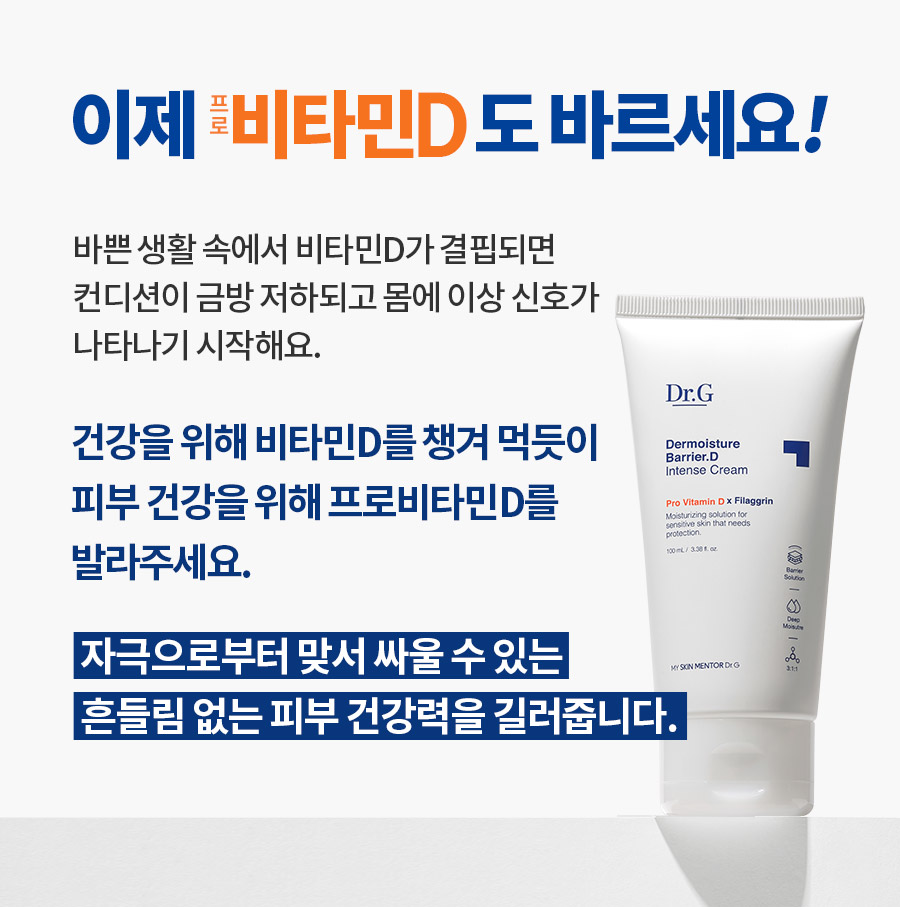 이제 프로 비타민D도 바르세요!
바쁜 생활 속에서 비타민D가 결핍되면
컨디션이 금방 저하되고 몸에 이상 신호가
나타나기 시작해요.
건강을 위해 비타민D를 챙겨 먹듯이
피부 건강을 위해 프로비타민D를
발라주세요.
자극으로부터 맞서 싸울 수 있는
흔들림 없는 피부 건강력을 길러줍니다.
Dr.G
Dermoisture
Barrier.D
Intense Cream
Pro Vitamin D x Filaggrin
Moisturizing solution for
sensitive skin that needs
protection.
100 mL / 3.38 fl. oz.
Barrier
Solution
Deep
Moisutre
3:1:1
MY SKIN MENTOR Dr.G